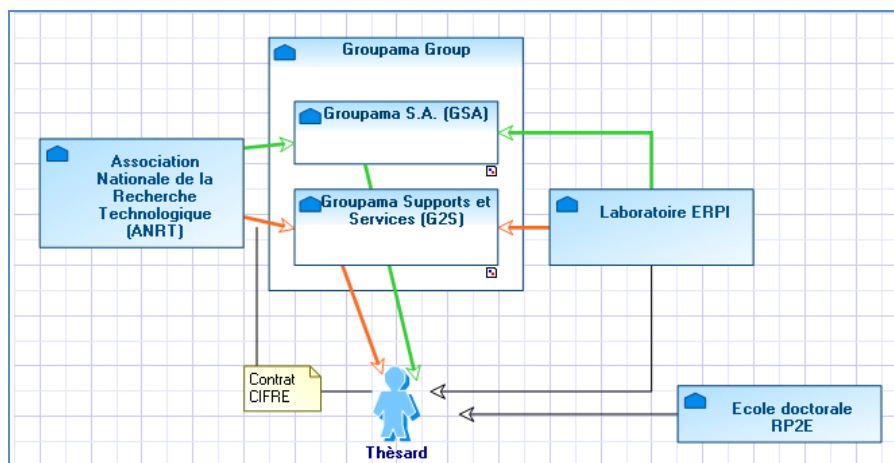 Groupama Group
Groupama S.A. (GSA)
Association
Nationale de la
Recherche
Technologique
(ANRT)
Groupama Supports et
Services (G2S)
Laboratoire ERPI
Contrat
CIFRE
Ecole doctorale
RP2E
Thèsard